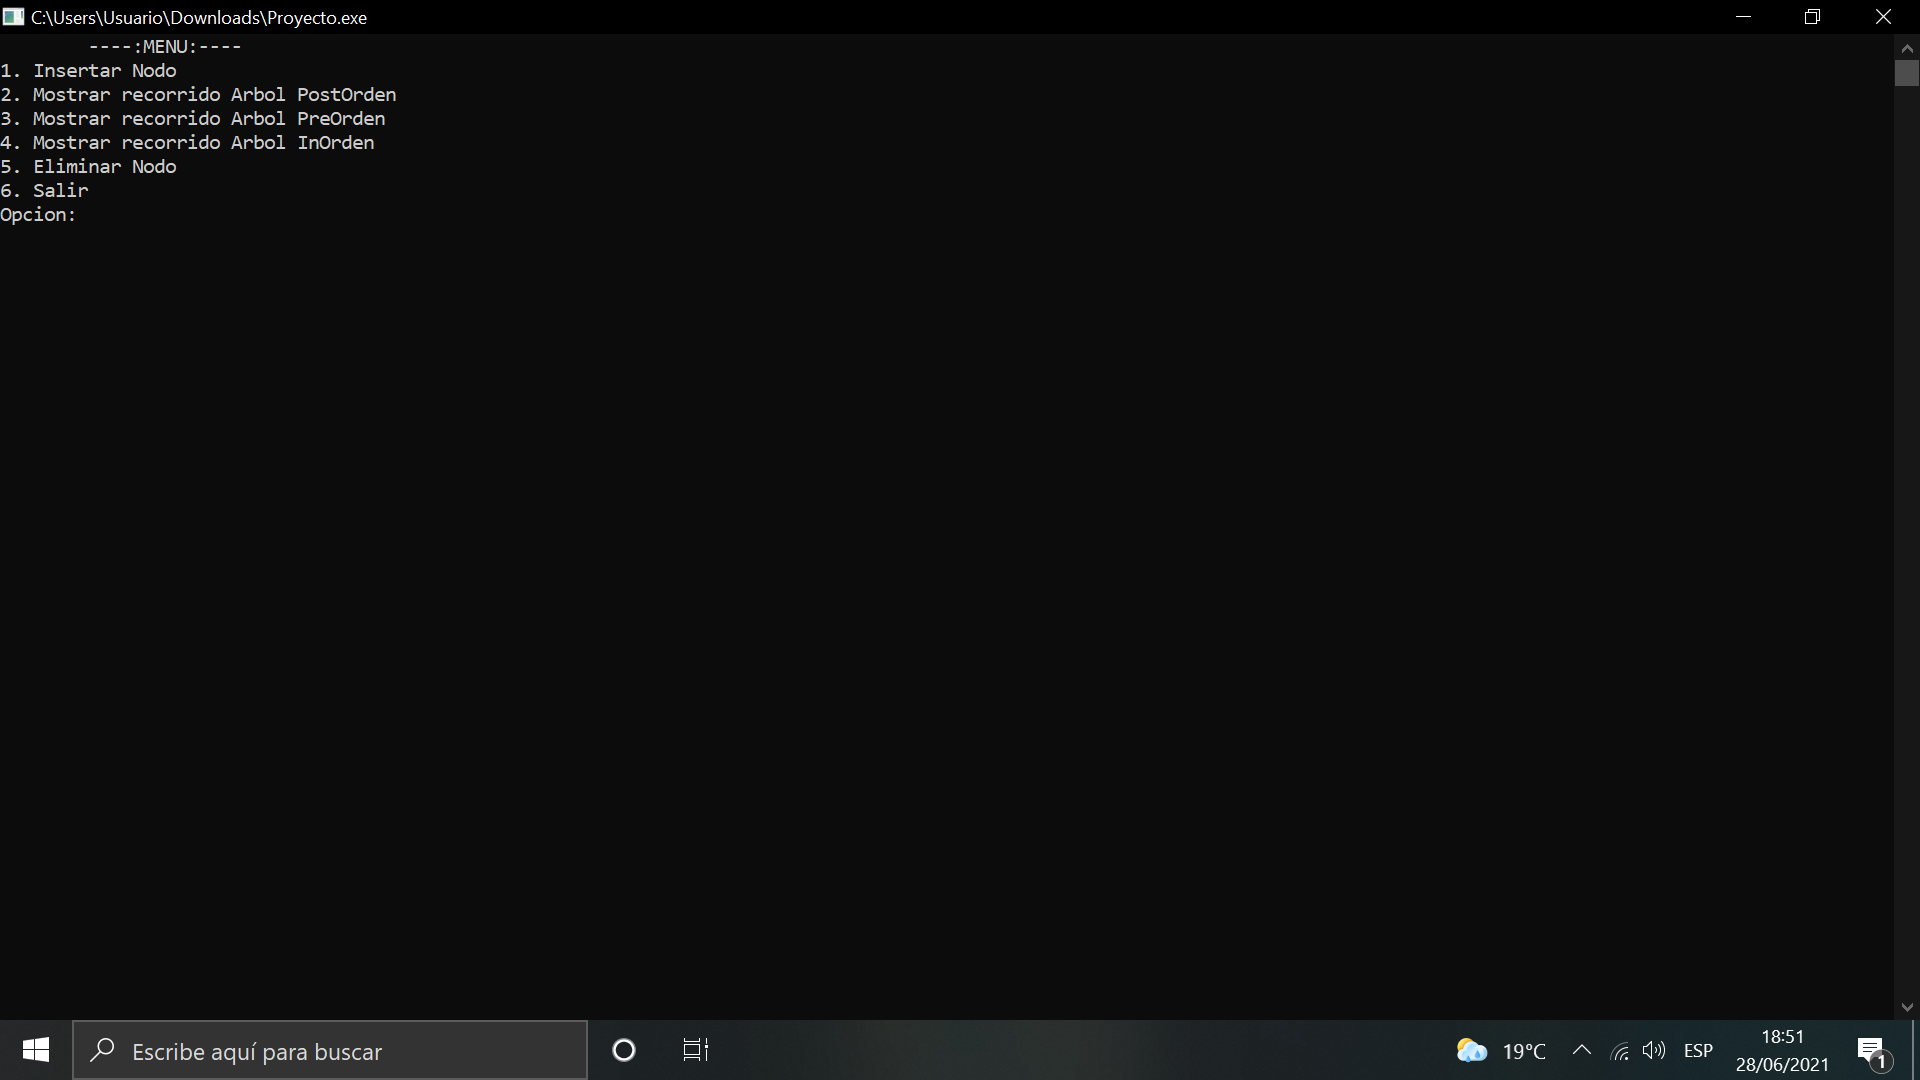 C:\Users\Usuario\Downloads\Proyecto.exe
----:MENU:----
1. Insertar Nodo
2. Mostrar recorrido Arbol PostOrden
3. Mostrar recorrido Arbol PreOrden
4. Mostrar recorrido Arbol InOrden
5. Eliminar Nodo
6. Salir
Opcion:
Escribe aquí para buscar
19°C
ESP
18:51
28/06/2021
1